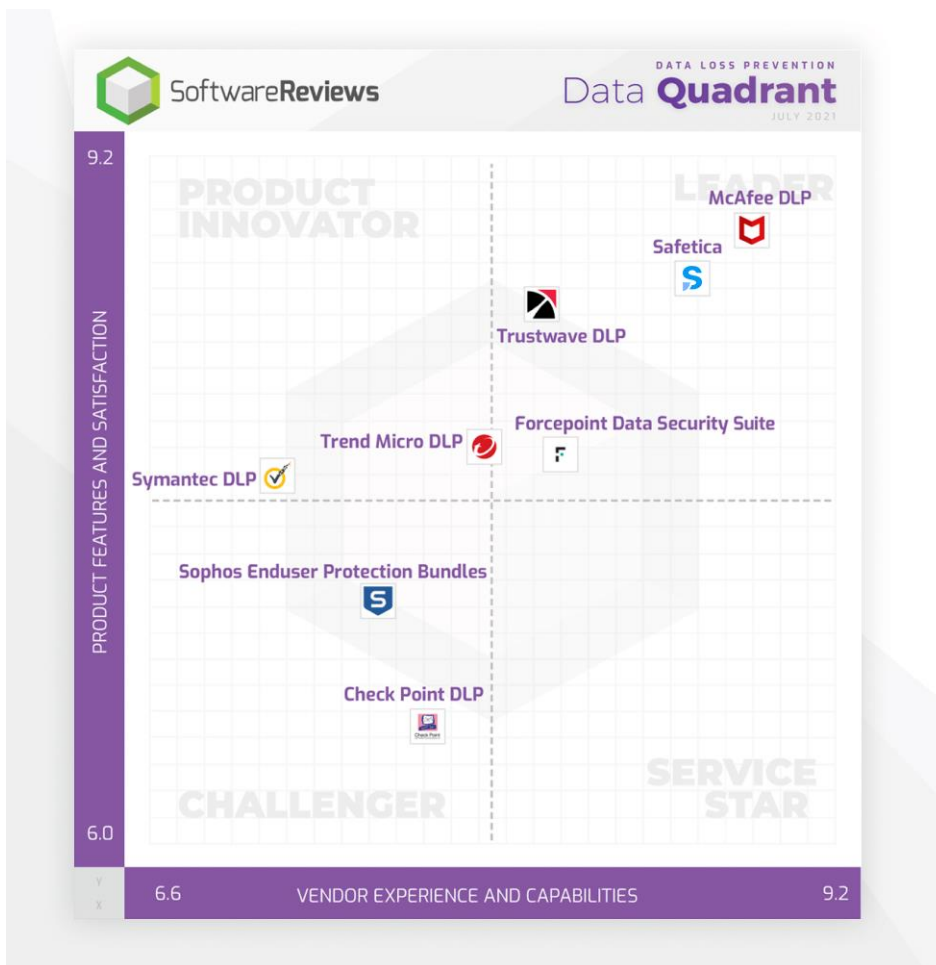 SoftwareReviews
DATA LOSS PREVENTION
Data Quadrant
JULY 2021
9.2
PRODUCT
INNOVATOR
LEADER
McAfee DLP
Safetica
Trustwave DLP
Forcepoint Data Security Suite
Trend Micro DLP
Symantec DLP
PRODUCT FEATURES AND SATISFACTION
Sophos Enduser Protection Bundles
Check Point DLP
Check Point
SERVICE
STAR
CHALLENGER
6.0
Y
X
6.6
VENDOR EXPERIENCE AND CAPABILITIES
9.2